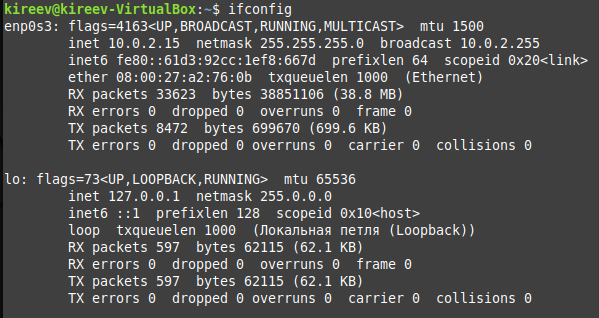 kireev@kireev-VirtualBox:~$ ifconfig
enp0s3: flags=4163<UP,BROADCAST,RUNNING,MULTICAST>  mtu 1500
        inet 10.0.2.15  netmask 255.255.255.0  broadcast 10.0.2.255
        inet6 fe80::61d3:92cc:1ef8:667d  prefixlen 64  scopeid 0x20<link>
        ether 08:00:27:a2:76:0b  txqueuelen 1000  (Ethernet)
        RX packets 33623  bytes 38851106 (38.8 MB)
        RX errors 0  dropped 0  overruns 0  frame 0
        TX packets 8472  bytes 699670 (699.6 KB)
        TX errors 0  dropped 0 overruns 0  carrier 0  collisions 0

lo: flags=73<UP,LOOPBACK,RUNNING>  mtu 65536
        inet 127.0.0.1  netmask 255.0.0.0
        inet6 ::1  prefixlen 128  scopeid 0x10<host>
        loop  txqueuelen 1000  (Локальная петля (Loopback))
        RX packets 597  bytes 62115 (62.1 KB)
        RX errors 0  dropped 0  overruns 0  frame 0
        TX packets 597  bytes 62115 (62.1 KB)
        TX errors 0  dropped 0 overruns 0  carrier 0  collisions 0